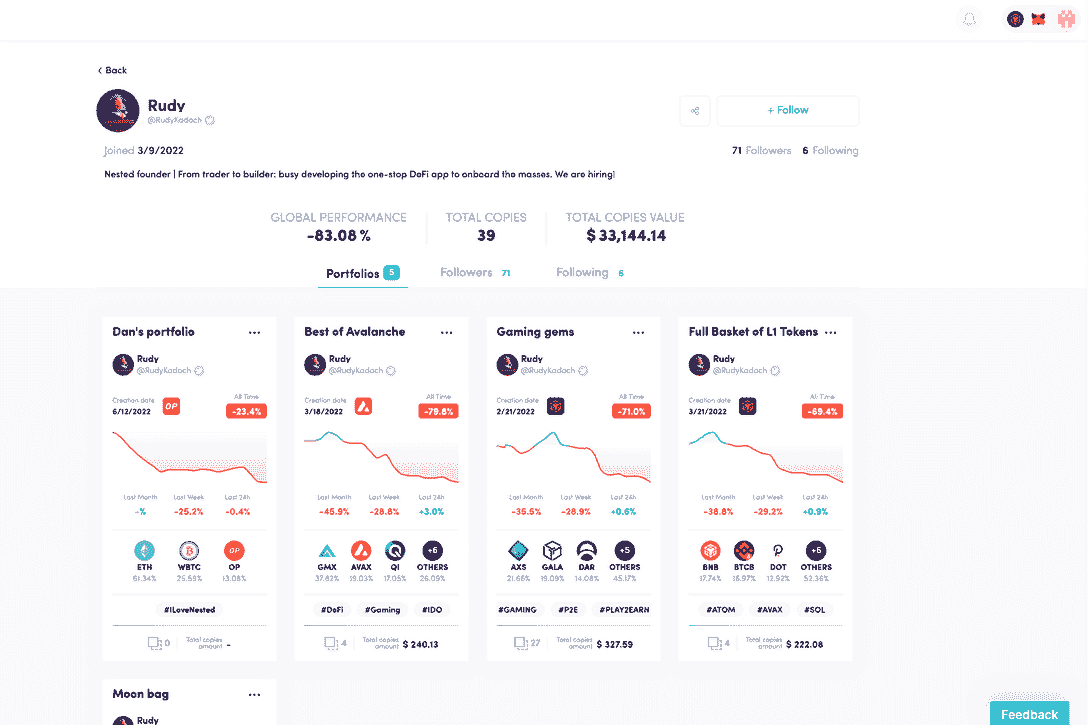 ‹ Back
Rudy
@RudyKadoch
+ Follow
Joined 3/9/2022
71 Followers 6 Following
Nested founder | From trader to builder: busy developing the one-stop DeFi app to onboard the masses. We are hiring!
GLOBAL PERFORMANCE TOTAL COPIES TOTAL COPIES VALUE
-83.08 % 39 $ 33,144.14
Portfolios 5 Followers 71 Following 6
Dan's portfolio
Rudy
@RudyKadoch
Creation date
6/12/2022
OP
All Time
-23.4%
Last Month Last Week Last 24h
-% -25.2% -0.4%
OP
ETH WBTC OP
61.34% 25.59% 13.08%
#ILoveNested
0 Total copies amount -
Best of Avalanche
Rudy
@RudyKadoch
Creation date
3/18/2022
All Time
-79.8%
Last Month Last Week Last 24h
-45.9% -28.8% +3.0%
+6
GMX AVAX QI OTHERS
37.82% 19.03% 17.05% 26.09%
#DeFi #Gaming #IDO
4 Total copies amount $ 240.13
Gaming gems
Rudy
@RudyKadoch
Creation date
2/21/2022
All Time
-71.0%
Last Month Last Week Last 24h
-35.5% -28.9% +0.6%
+5
AXS GALA DAR OTHERS
21.66% 19.09% 14.08% 45.17%
#GAMING #P2E #PLAY2EARN
27 Total copies amount $ 327.59
Full Basket of L1 Tokens
Rudy
@RudyKadoch
Creation date
3/21/2022
All Time
-69.4%
Last Month Last Week Last 24h
-38.8% -29.2% +0.9%
+6
BNB BTCB DOT OTHERS
17.74% 16.97% 12.92% 52.36%
#ATOM #AVAX #SOL
4 Total copies amount $ 222.08
Moon bag
Rudy
Feedback